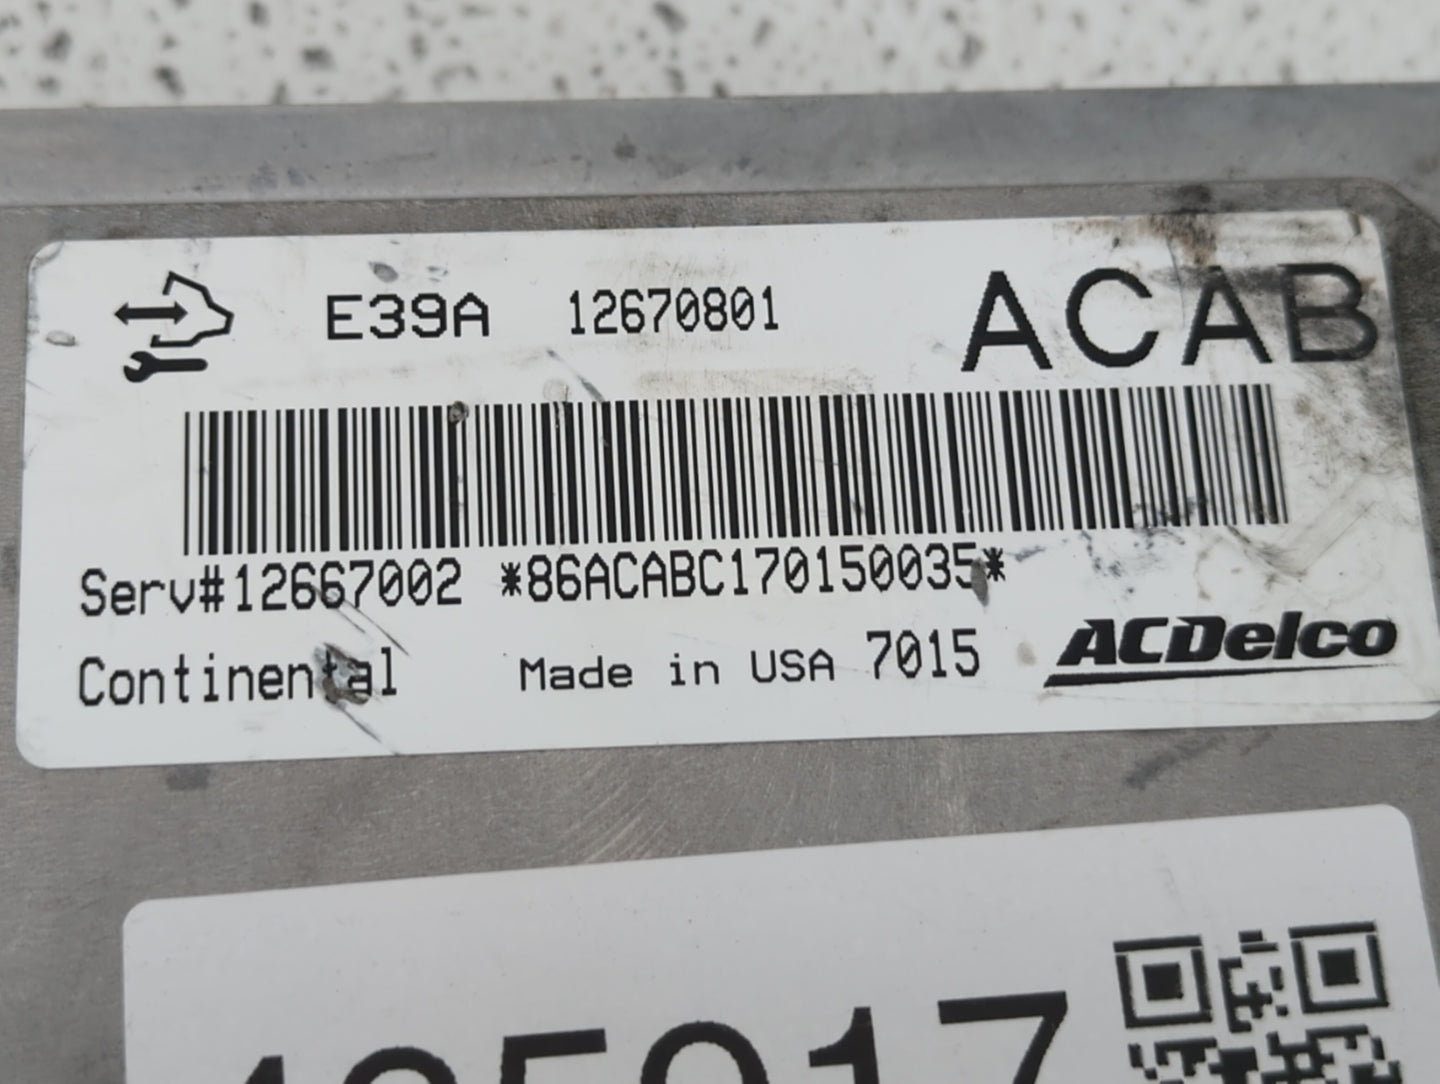 E39A 12670801 ACAB
Serv#12667002 *86ACABC170150035*
Continental Made in USA 7015 ACDelco